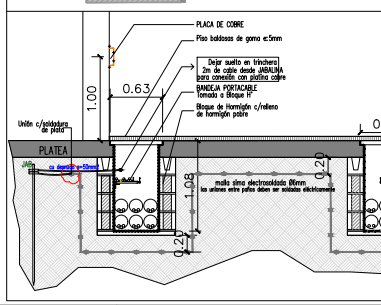 PLACA DE COBRE
Piso baldosas de goma e:5mm
Dejar suelto en trinchera
2m de cable desde JABALINA
para conexión con platina cobre
0.63
BANDEJA PORTACABLE
Tomada a Bloque Hº
1.00
Bloque de Hormigón c/relleno
de hormigón pobre
Unión c/soldadura
de plata
0.
PLATEA
JAB
0.20
malla sima electrosoldada Ø6mm
las uniones entre paños deben ser soldadas eléctricamente
1.08
0.20